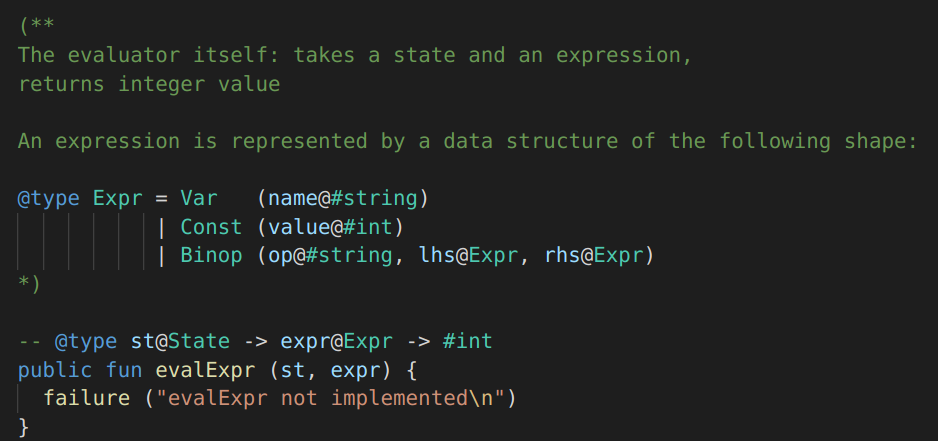 (**
The evaluator itself: takes a state and an expression,
returns integer value
An expression is represented by a data structure of the following shape:
@type Expr = Var   (name@#string)
           | Const (value@#int)
           | Binop (op@#string, lhs@Expr, rhs@Expr)
*)
-- @type st@State -> expr@Expr -> #int
public fun evalExpr (st, expr) {
  failure ("evalExpr not implemented\n")
}